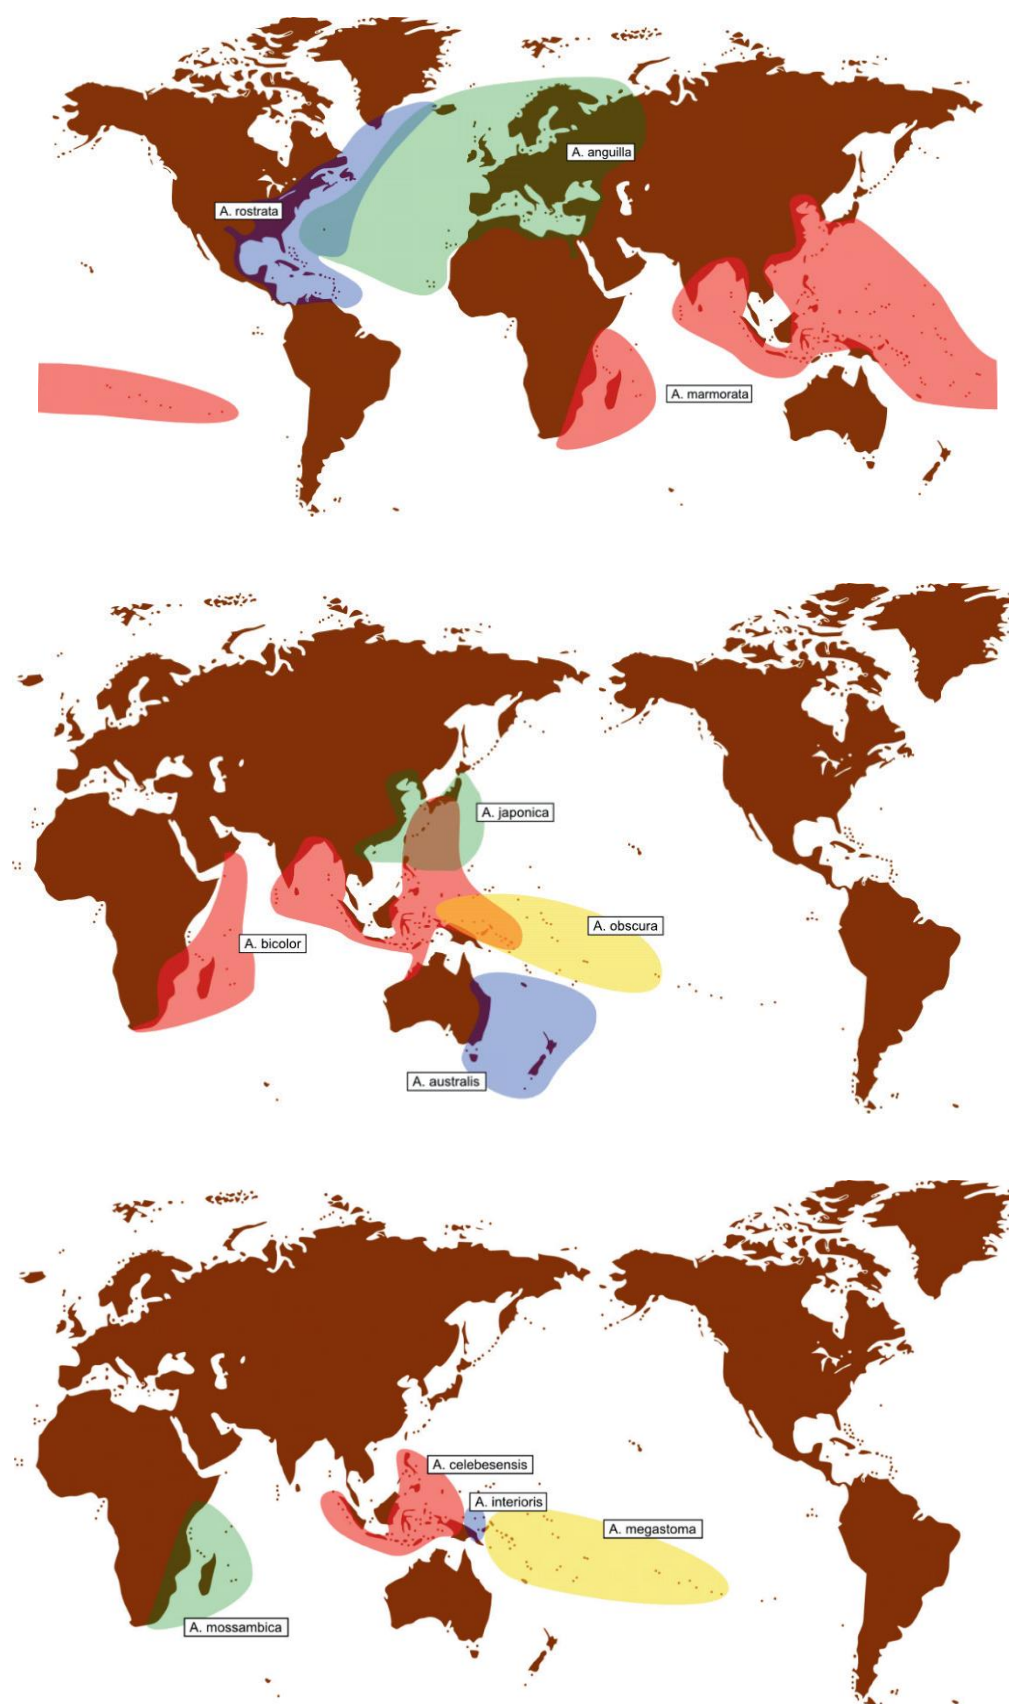 A. anguilla
A. rostrata
A. marmorata
A. japonica
A. obscura
A. bicolor
A. australis
A. celebesensis
A. interioris
A. megastoma
A. mossambica